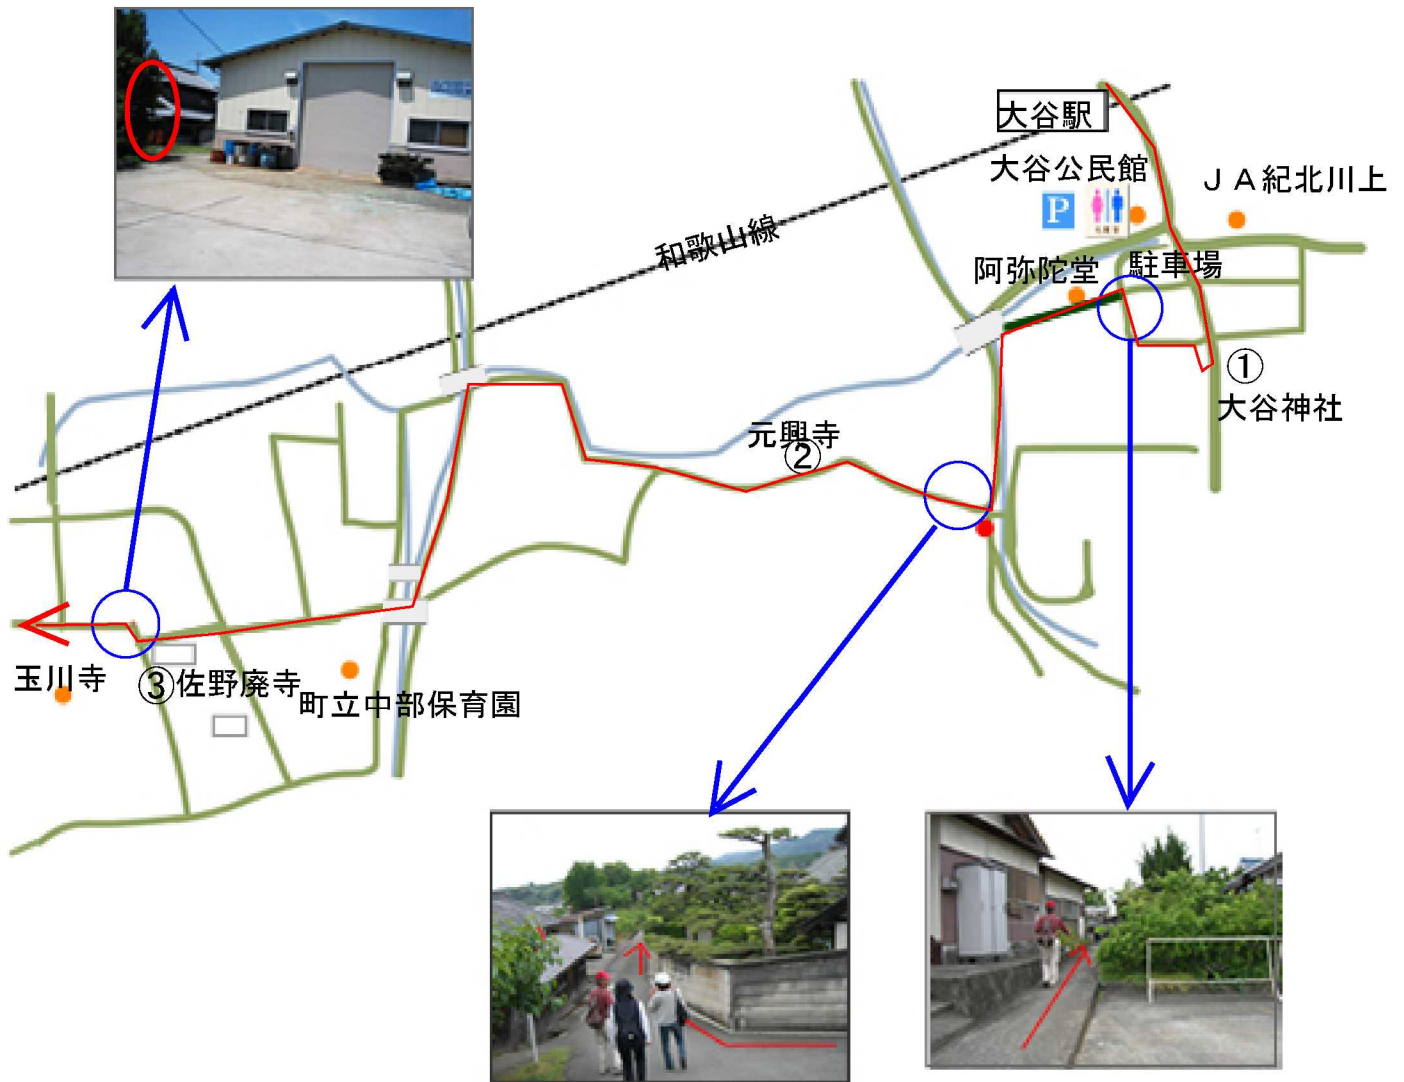 大谷駅
大谷公民館
P
ＪＡ紀北川上
和歌山線
阿弥陀堂
駐車場
①
大谷神社
元興寺
②
玉川寺
③佐野廃寺
町立中部保育園